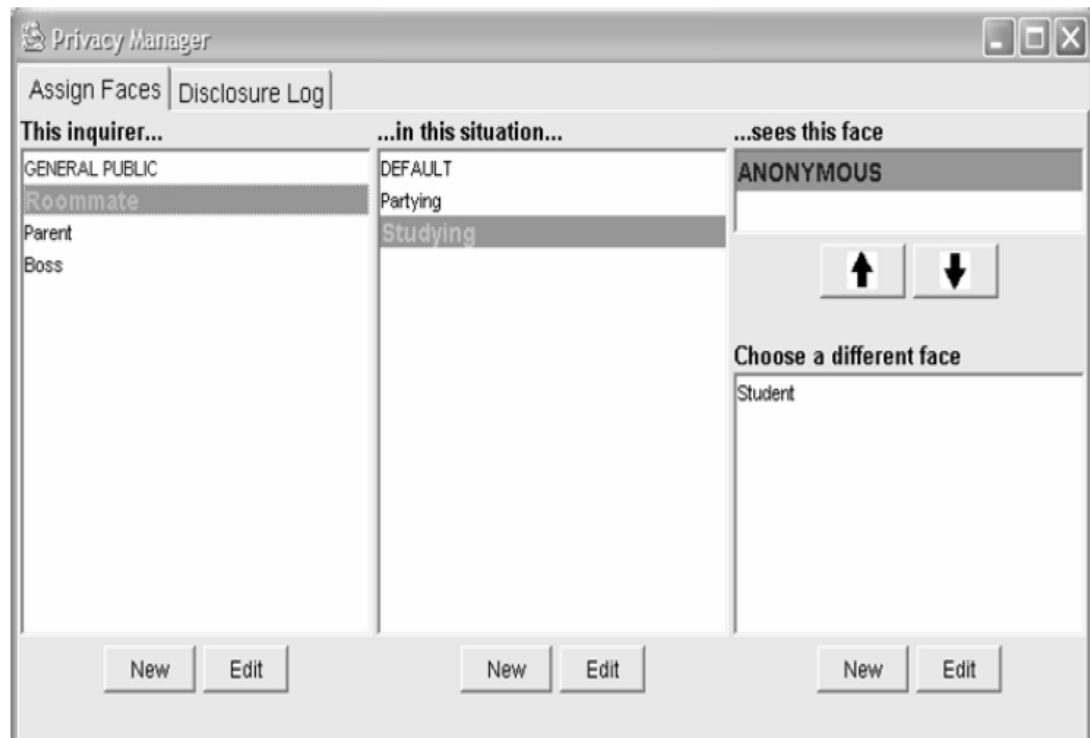 Privacy Manager
Assign Faces
Disclosure Log
This inquirer...
GENERAL PUBLIC
Roommate
Parent
Boss
New
Edit
...in this situation...
DEFAULT
Partying
Studying
New
Edit
...sees this face
ANONYMOUS
Choose a different face
Student
New
Edit